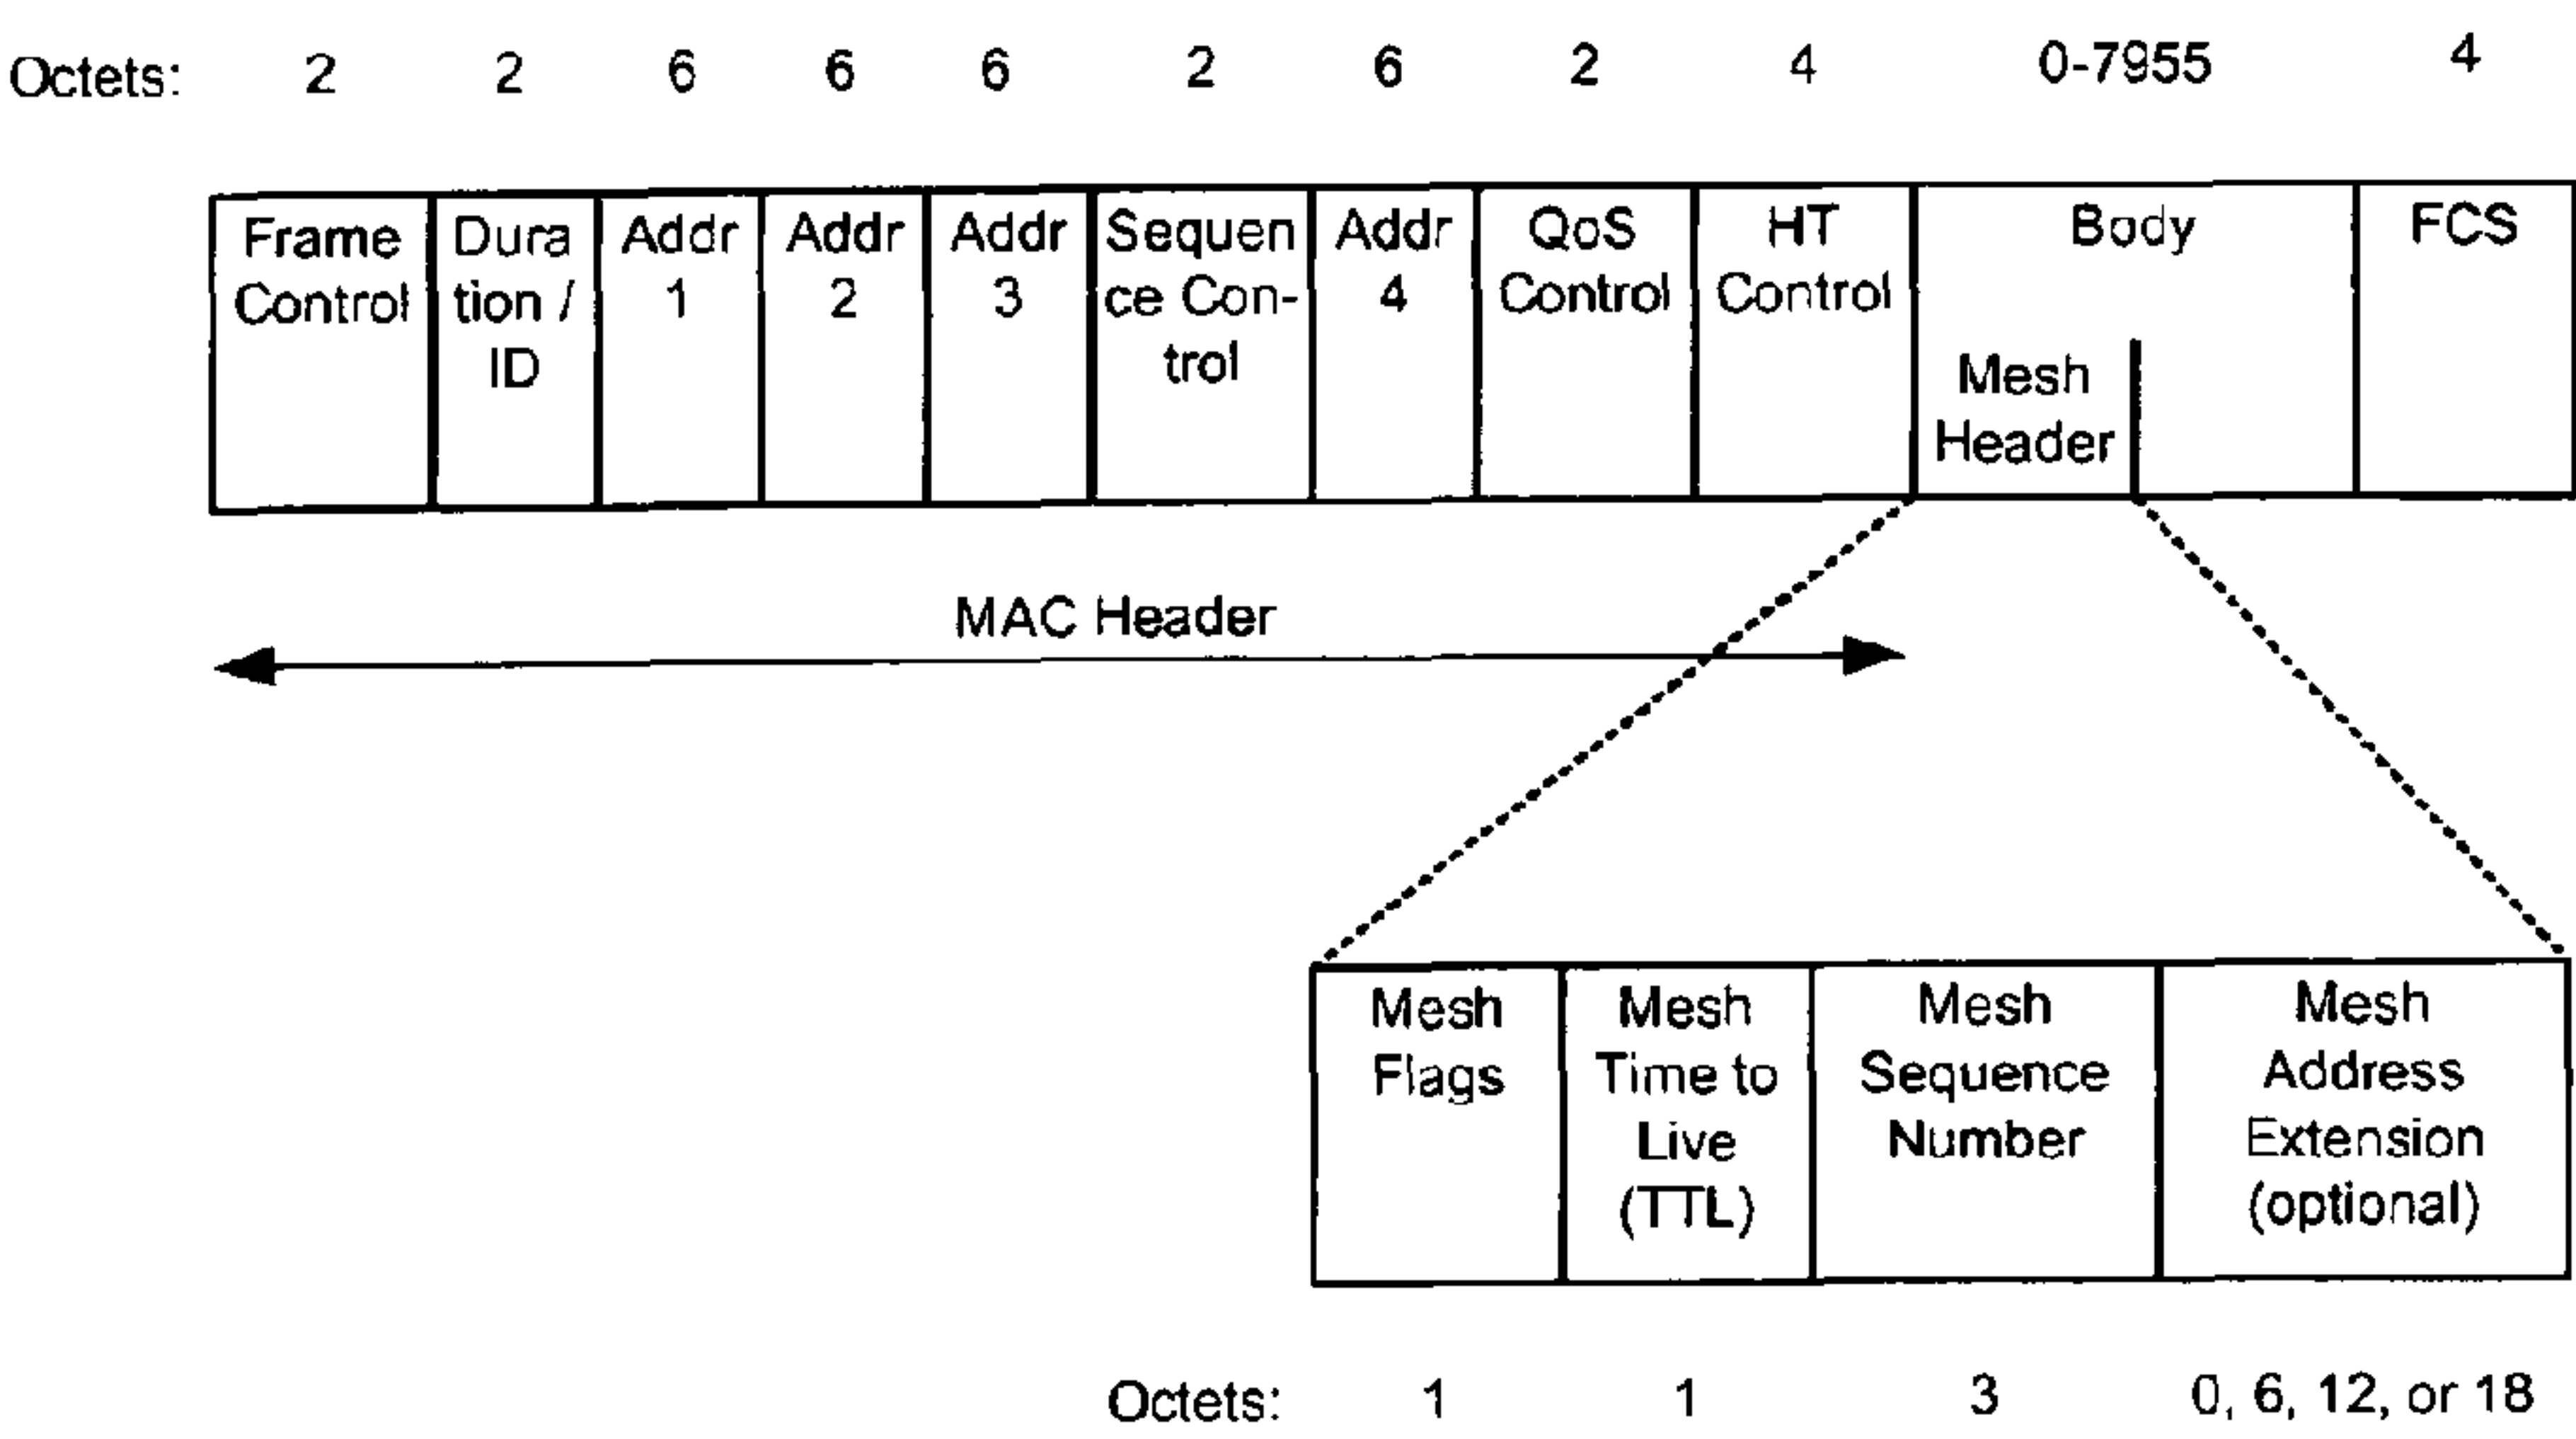 Octets: 2 2 6 6 6 2 6 2 4 0-7955 4
Frame
Control
Dura
tion /
ID
Addr
1
Addr
2
Addr
3
Sequen
ce Con-
trol
Addr
4
QoS
Control
HT
Control
Body
Mesh
Header
FCS
MAC Header
Mesh
Flags
Mesh
Time to
Live
(TTL)
Mesh
Sequence
Number
Mesh
Address
Extension
(optional)
Octets: 1 1 3 0, 6, 12, or 18